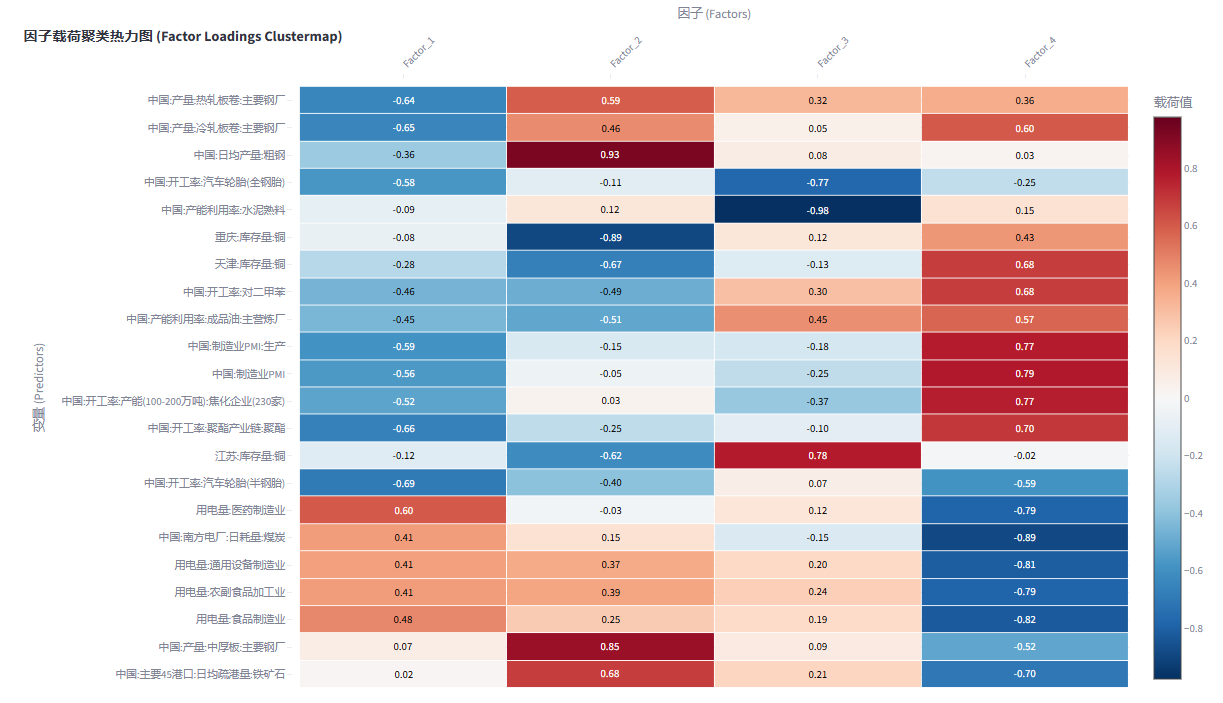 因子 (Factors)
因子载荷聚类热力图 (Factor Loadings Clustermap)
Factor_1 Factor_2 Factor_3 Factor_4
载荷值
变量 (Predictors)
中国:产量:热轧板卷:主要钢厂 -0.64 0.59 0.32 0.36
中国:产量:冷轧板卷:主要钢厂 -0.65 0.46 0.05 0.60
中国:日均产量:粗钢 -0.36 0.93 0.08 0.03
中国:开工率:汽车轮胎(全钢胎) -0.58 -0.11 -0.77 -0.25
中国:产能利用率:水泥熟料 -0.09 0.12 -0.98 0.15
重庆:库存量:铜 -0.08 -0.89 0.12 0.43
天津:库存量:铜 -0.28 -0.67 -0.13 0.68
中国:开工率:对二甲苯 -0.46 -0.49 0.30 0.68
中国:产能利用率:成品油:主营炼厂 -0.45 -0.51 0.45 0.57
中国:制造业PMI:生产 -0.59 -0.15 -0.18 0.77
中国:制造业PMI -0.56 -0.05 -0.25 0.79
中国:开工率:产能(100-200万吨):焦化企业(230家) -0.52 0.03 -0.37 0.77
中国:开工率:聚酯产业链:聚酯 -0.66 -0.25 -0.10 0.70
江苏:库存量:铜 -0.12 -0.62 0.78 -0.02
中国:开工率:汽车轮胎(半钢胎) -0.69 -0.40 0.07 -0.59
用电量:医药制造业 0.60 -0.03 0.12 -0.79
中国:南方电厂:日耗量:煤炭 0.41 0.15 -0.15 -0.89
用电量:通用设备制造业 0.41 0.37 0.20 -0.81
用电量:农副食品加工业 0.41 0.39 0.24 -0.79
用电量:食品制造业 0.48 0.25 0.19 -0.82
中国:产量:中厚板:主要钢厂 0.07 0.85 0.09 -0.52
中国:主要45港口:日均疏港量:铁矿石 0.02 0.68 0.21 -0.70
0.8
0.6
0.4
0.2
0
−0.2
−0.4
−0.6
−0.8